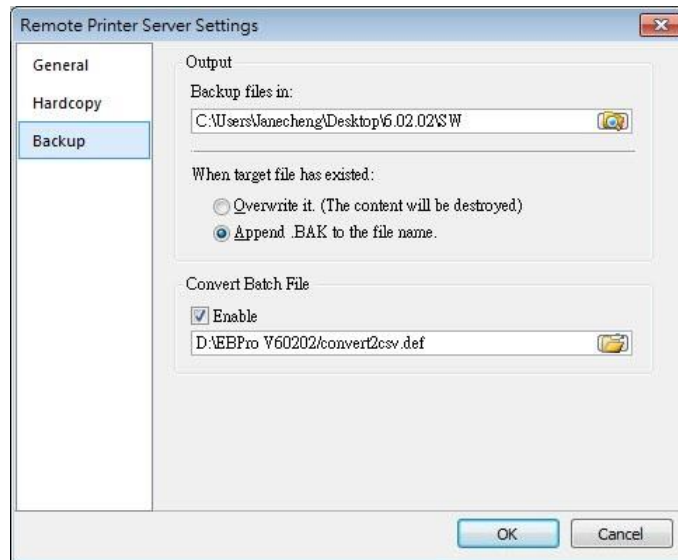 Remote Printer Server Settings
General
Hardcopy
Backup
Output
Backup files in:
C:\Users\Janecheng\Desktop\6.02.02\SW
When target file has existed:
Overwrite it. (The content will be destroyed)
Append .BAK to the file name.
Convert Batch File
Enable
D:\EBPro V60202/convert2csv.def
OK
Cancel